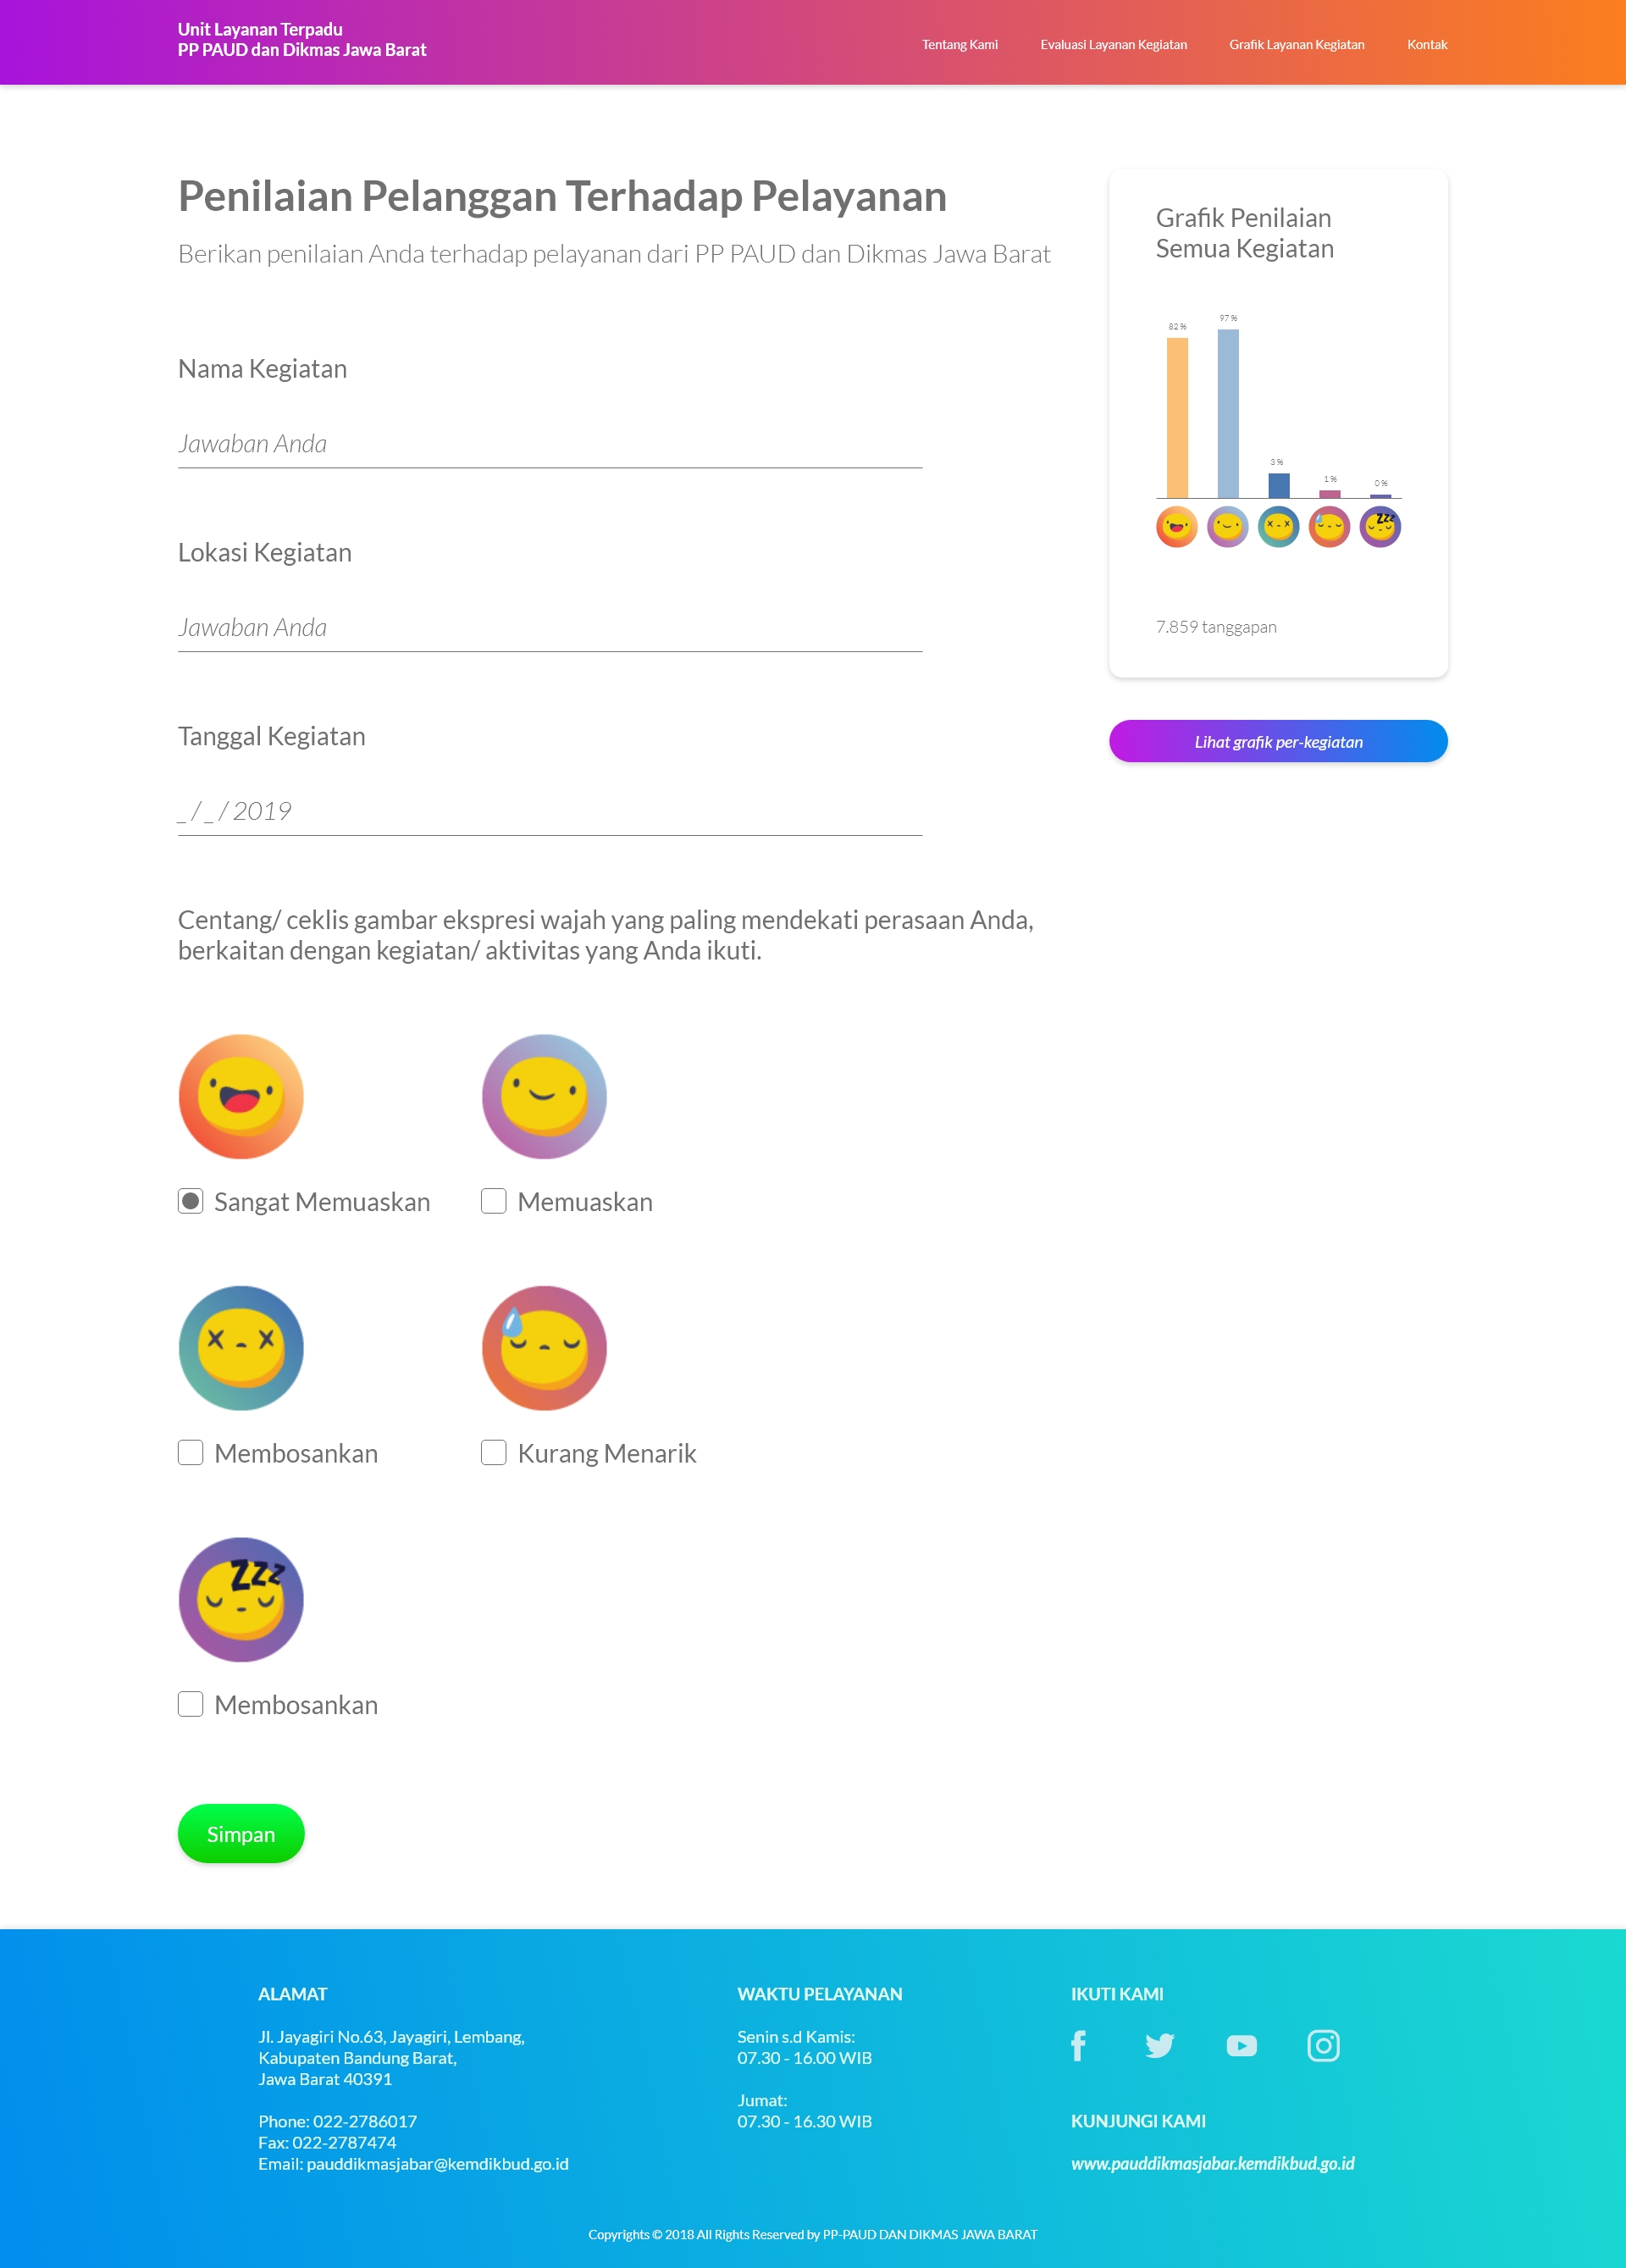 Unit Layanan Terpadu
PP PAUD dan Dikmas Jawa Barat
Tentang Kami
Evaluasi Layanan Kegiatan
Grafik Layanan Kegiatan
Kontak
Penilaian Pelanggan Terhadap Pelayanan
Berikan penilaian Anda terhadap pelayanan dari PP PAUD dan Dikmas Jawa Barat
Nama Kegiatan
Jawaban Anda
Lokasi Kegiatan
Jawaban Anda
Tanggal Kegiatan
_ / _ / 2019
Centang/ ceklis gambar ekspresi wajah yang paling mendekati perasaan Anda,
berkaitan dengan kegiatan/ aktivitas yang Anda ikuti.
Sangat Memuaskan
Memuaskan
Membosankan
Kurang Menarik
ZZZ
Membosankan
Simpan
Grafik Penilaian
Semua Kegiatan
82 %
97 %
3 %
1 %
0 %
ZZZ
7.859 tanggapan
Lihat grafik per-kegiatan
ALAMAT
Jl. Jayagiri No.63, Jayagiri, Lembang,
Kabupaten Bandung Barat,
Jawa Barat 40391
Phone: 022-2786017
Fax: 022-2787474
Email: pauddikmasjabar@kemdikbud.go.id
WAKTU PELAYANAN
Senin s.d Kamis:
07.30 - 16.00 WIB
Jumat:
07.30 - 16.30 WIB
IKUTI KAMI
KUNJUNGI KAMI
www.pauddikmasjabar.kemdikbud.go.id
Copyrights © 2018 All Rights Reserved by PP-PAUD DAN DIKMAS JAWA BARAT